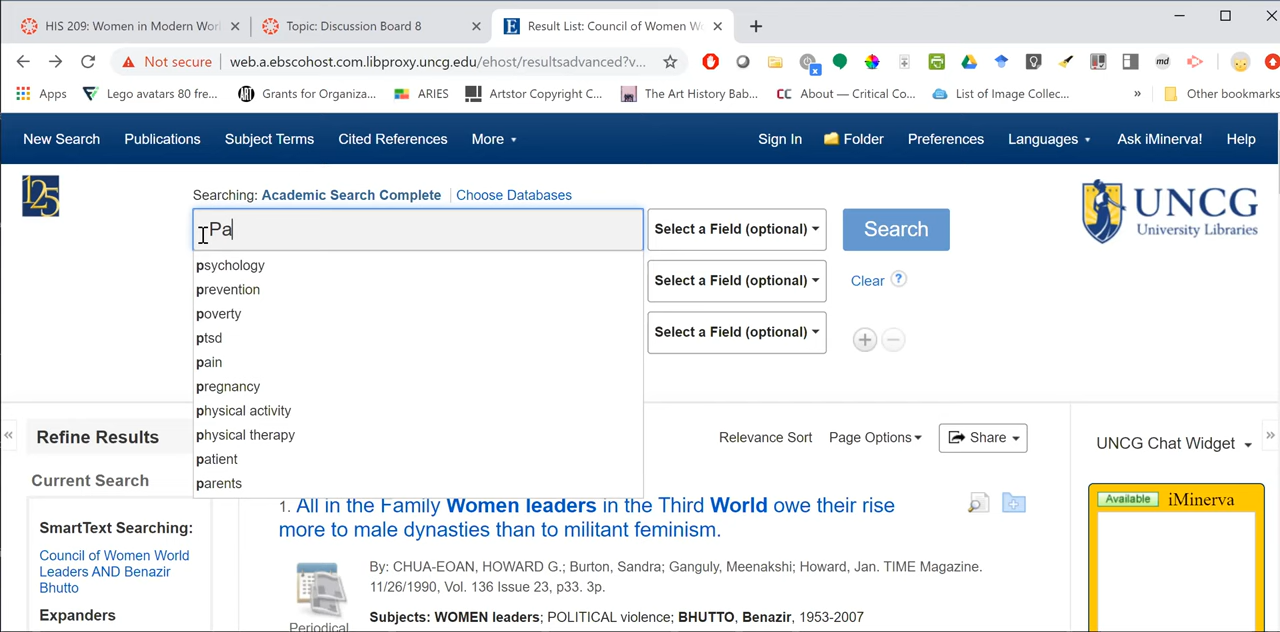 HIS 209: Women in Modern Wor
Topic: Discussion Board 8
Result List: Council of Women W
Not secure web.a.ebscohost.com.libproxy.uncg.edu/ehost/resultsadvanced?v...
Apps Lego avatars 80 fre... Grants for Organiza... ARIES Artstor Copyright C... The Art History Bab... CC About — Critical Co... List of Image Collec... » Other bookmarks
New Search Publications Subject Terms Cited References More Sign In Folder Preferences Languages Ask iMinerva! Help
125
Searching: Academic Search Complete Choose Databases
UNCG
University Libraries
Pa
Select a Field (optional)
Search
psychology
prevention
poverty
ptsd
pain
pregnancy
physical activity
physical therapy
patient
parents
Select a Field (optional)
Clear ?
Select a Field (optional)
Refine Results
Current Search
SmartText Searching:
Council of Women World
Leaders AND Benazir
Bhutto
Expanders
Relevance Sort Page Options Share
1. All in the Family Women leaders in the Third World owe their rise
more to male dynasties than to militant feminism.
By: CHUA-EOAN, HOWARD G.; Burton, Sandra; Ganguly, Meenakshi; Howard, Jan. TIME Magazine.
11/26/1990, Vol. 136 Issue 23, p33. 3p.
Subjects: WOMEN leaders; POLITICAL violence; BHUTTO, Benazir, 1953-2007
Periodical
UNCG Chat Widget
Available iMinerva
md